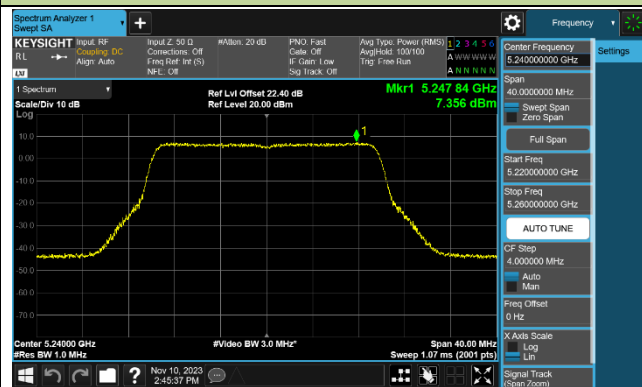 Spectrum Analyzer 1
Swept SA
Frequency
KEYSIGHT
RL
LXI
Input: RF
Coupling: DC
Align: Auto
Input Z: 50 Ω
Corrections: Off
Freq Ref: Int (S)
NFE: Off
#Atten: 20 dB
PNO: Fast
Gate: Off
IF Gain: Low
Sig Track: Off
Avg Type: Power (RMS)
Avg|Hold: 100/100
Trig: Free Run
1 2 3 4 5 6
A W W W W W
A N N N N N
1 Spectrum
Scale/Div 10 dB
Log
Ref Lvl Offset 22.40 dB
Ref Level 20.00 dBm
Mkr1 5.247 84 GHz
7.356 dBm
1
10.0
0.00
-10.0
-20.0
-30.0
-40.0
-50.0
-60.0
-70.0
Center 5.24000 GHz
#Res BW 1.0 MHz
#Video BW 3.0 MHz*
Span 40.00 MHz
Sweep 1.07 ms (2001 pts)
Nov 10, 2023
2:45:37 PM
Center Frequency
5.240000000 GHz
Settings
Span
40.0000000 MHz
Swept Span
Zero Span
Full Span
Start Freq
5.220000000 GHz
Stop Freq
5.260000000 GHz
AUTO TUNE
CF Step
4.000000 MHz
Auto
Man
Freq Offset
0 Hz
X Axis Scale
Log
Lin
Signal Track
(Span Zoom)